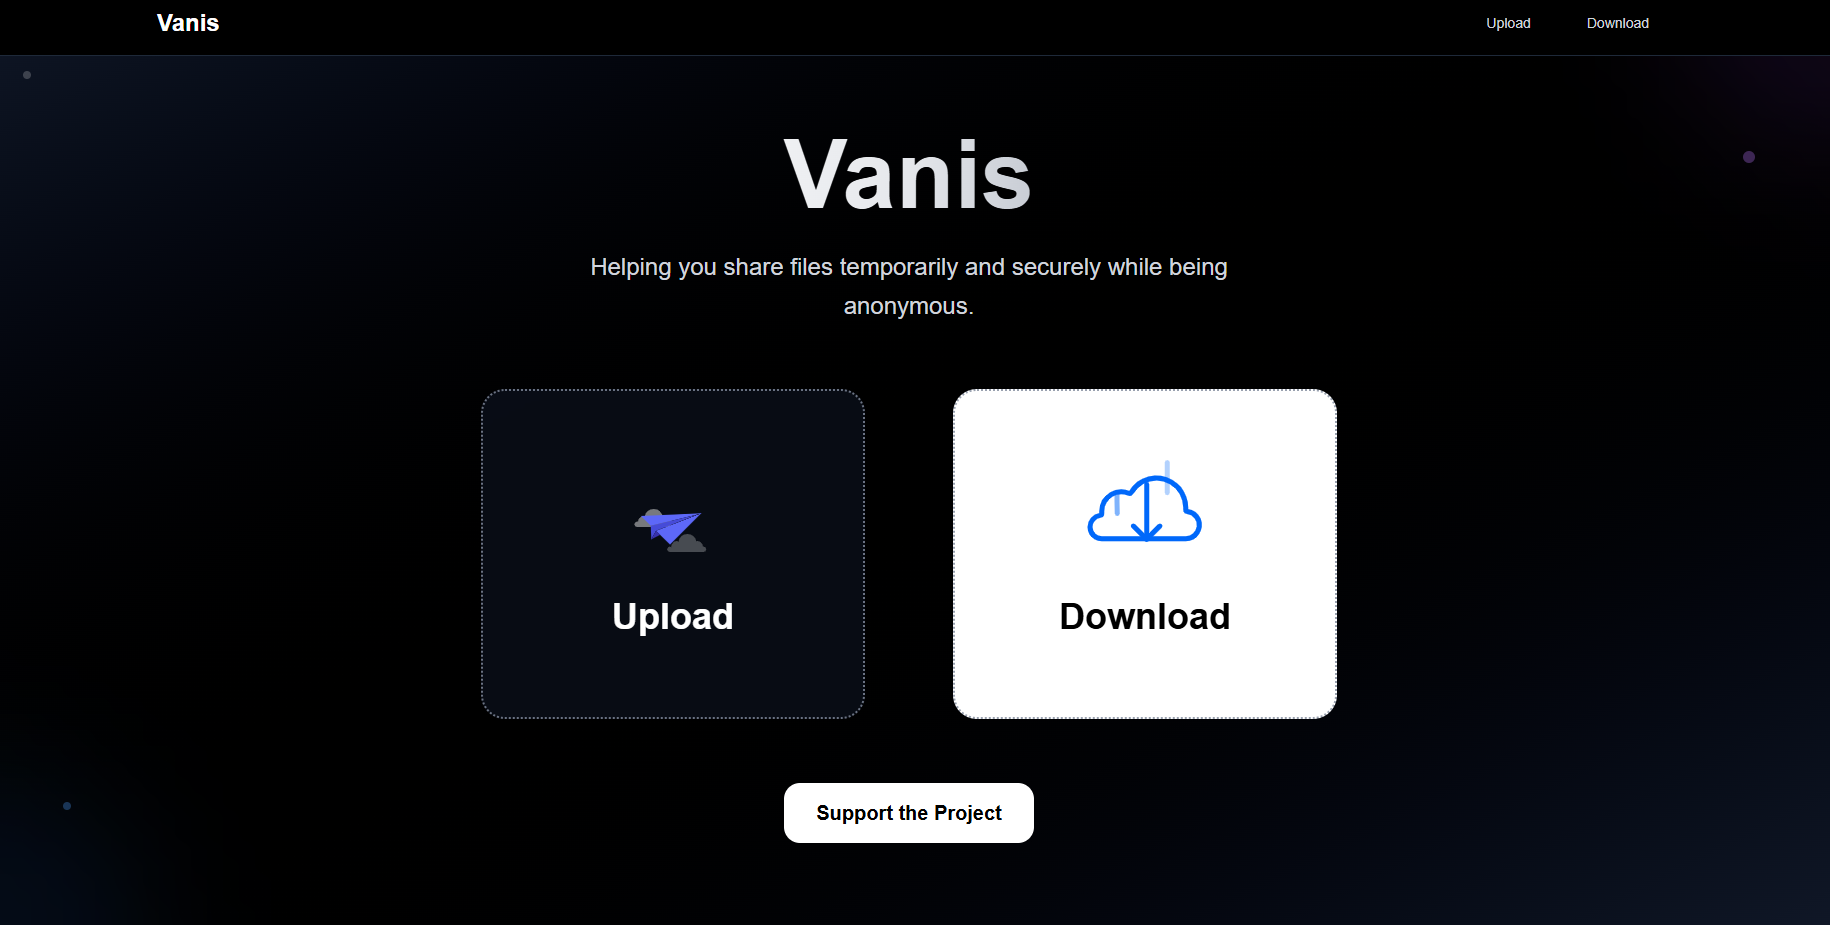 Vanis
Upload
Download
Vanis
Helping you share files temporarily and securely while being
anonymous.
Upload
Download
Support the Project